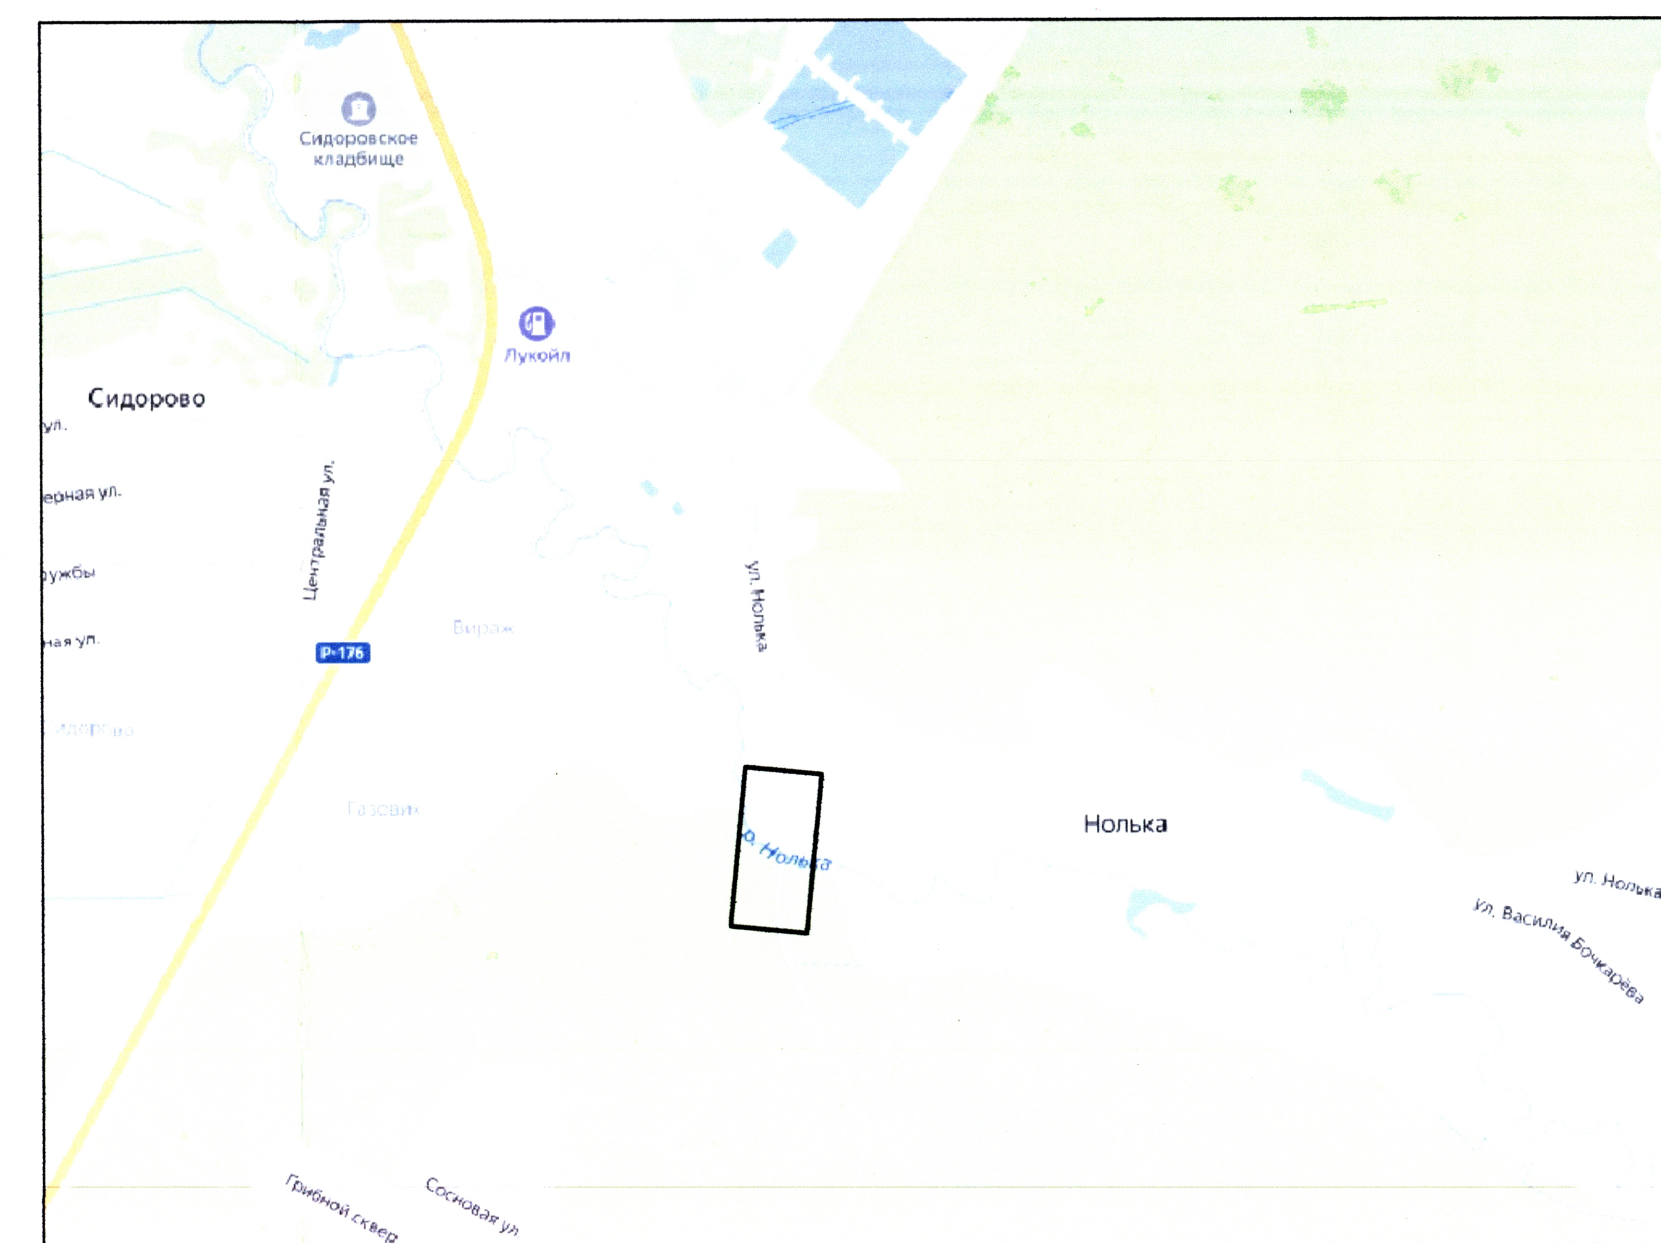 Сидоровское
кладбище
Лукойл
Сидорово
ул.
ерная ул.
Центральная ул.
ужбы
ул. Нолька
Вираж
ная ул.
Р-176
идорово
Газовик
Нолька
р. Нолька
ул. Нолька
ул. Василия Бочкарёва
Грибной сквер
Сосновая ул